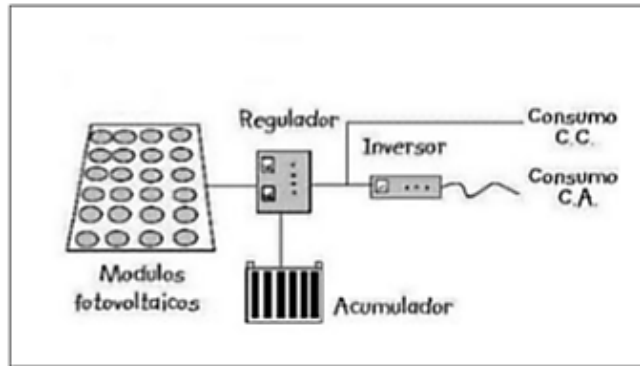 Regulador
Inversor
Consumo
C.C.
Consumo
C.A.
Modulos
fotovoltaicos
Acumulador